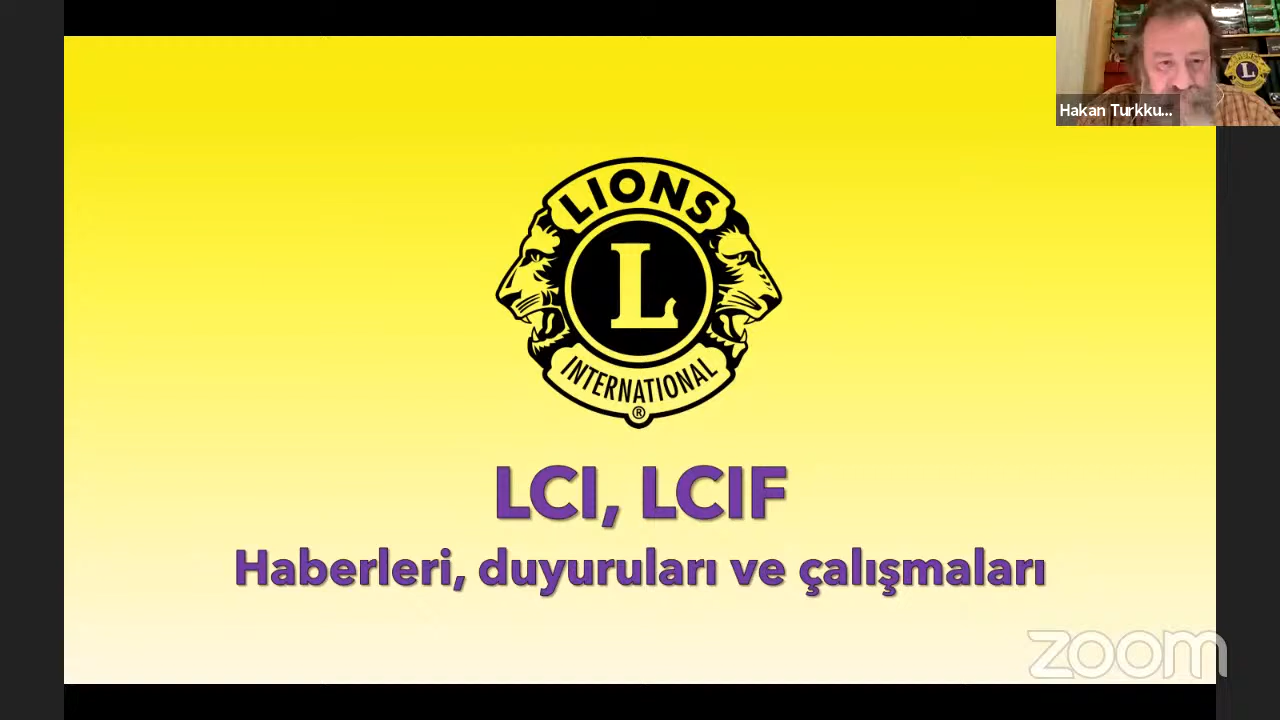 Hakan Turkku...
LIONS
L
L
INTERNATIONAL
®
LCI, LCIF
Haberleri, duyuruları ve çalışmaları
zoom